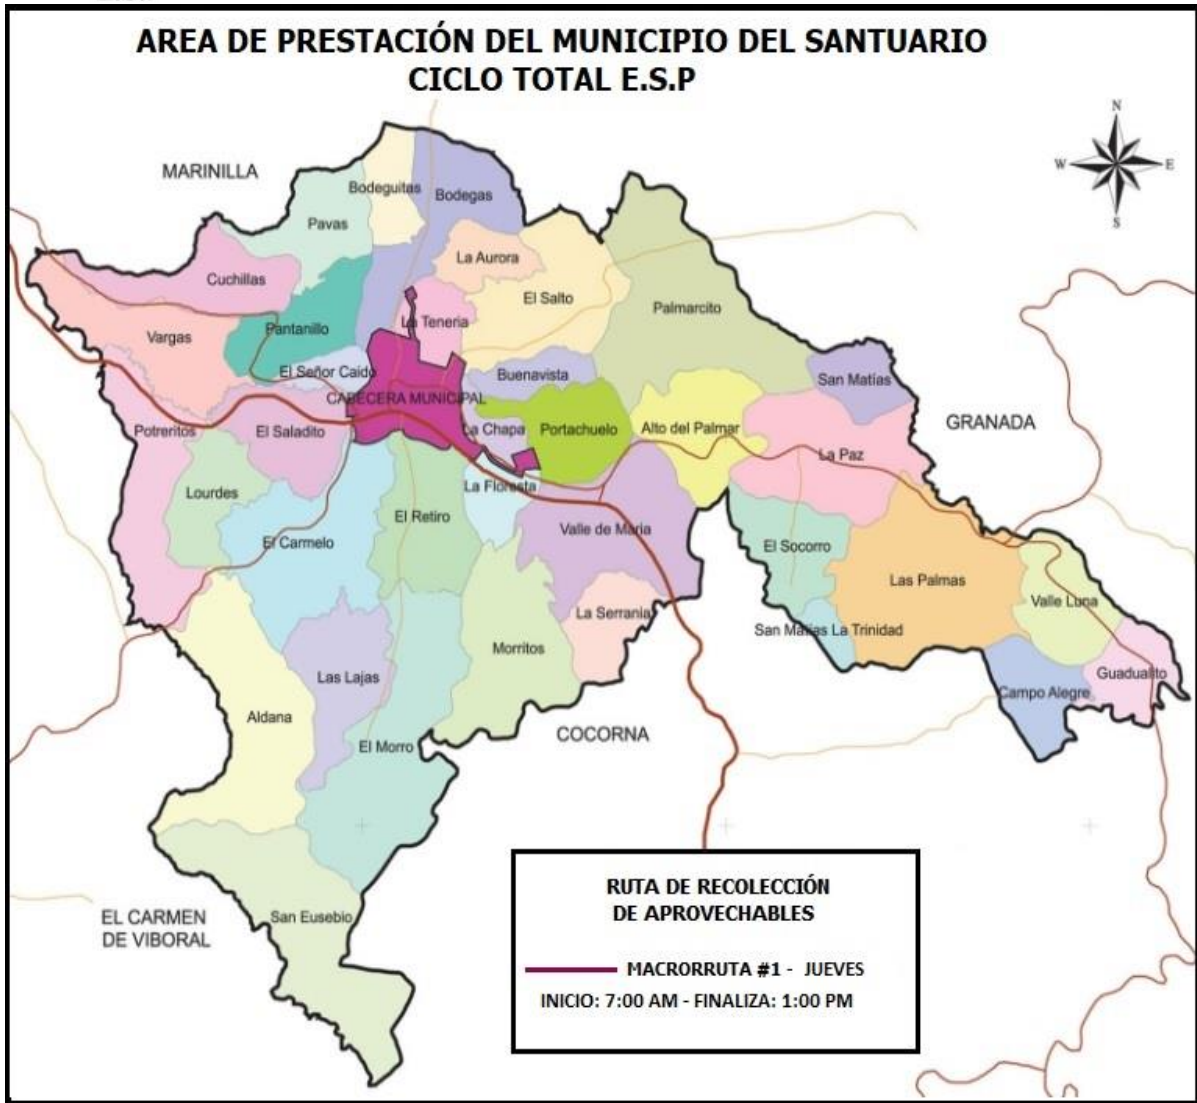 AREA DE PRESTACIÓN DEL MUNICIPIO DEL SANTUARIO
CICLO TOTAL E.S.P
N
W
E
S
MARINILLA
Bodeguitas
Bodegas
Pavas
La Aurora
Cuchillas
El Salto
Palmarcito
Vargas
Pantanillo
La Teneria
El Señor Caido
Buenavista
San Matías
CABECERA MUNICIPAL
GRANADA
Potreritos
El Saladito
La Chapa
Portachuelo
Alto del Palmar
La Paz
Lourdes
La Floresta
El Retiro
Valle de Maria
El Carmelo
El Socorro
Las Palmas
Valle Luna
La Serrania
San Matias La Trinidad
Morritos
Las Lajas
Guadualito
Campo Alegre
Aldana
COCORNA
El Morro
RUTA DE RECOLECCIÓN
DE APROVECHABLES
EL CARMEN
DE VIBORAL
San Eusebio
MACRORRUTA #1 - JUEVES
INICIO: 7:00 AM - FINALIZA: 1:00 PM